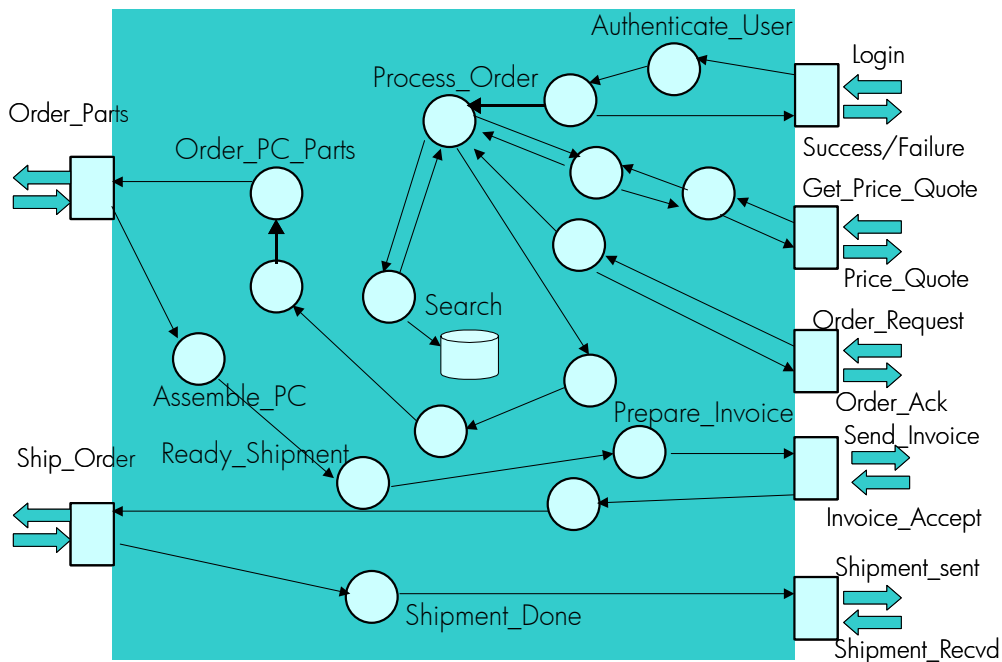 Authenticate_User
Login
Process_Order
Order_Parts
Success/Failure
Order_PC_Parts
Get_Price_Quote
Price_Quote
Search
Order_Request
Assemble_PC
Order_Ack
Prepare_Invoice
Send_Invoice
Ship_Order
Ready_Shipment
Invoice_Accept
Shipment_sent
Shipment_Done
Shipment_Recvd